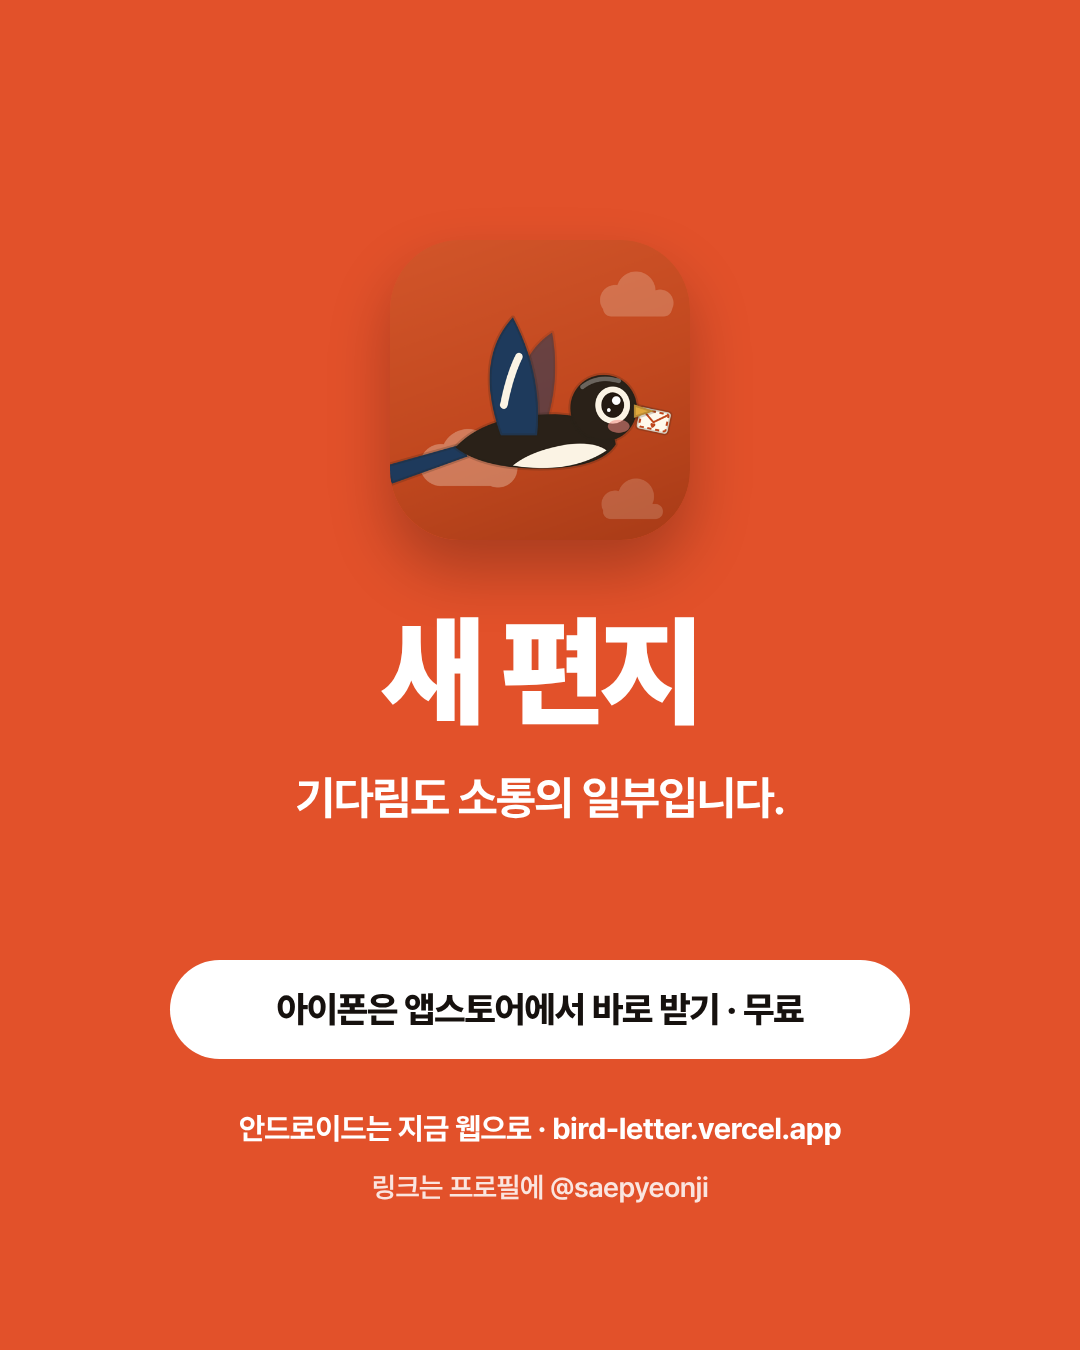 새 편지
기다림도 소통의 일부입니다.
아이폰은 앱스토어에서 바로 받기 · 무료
안드로이드는 지금 웹으로 · bird-letter.vercel.app
링크는 프로필에 @saepyeonji